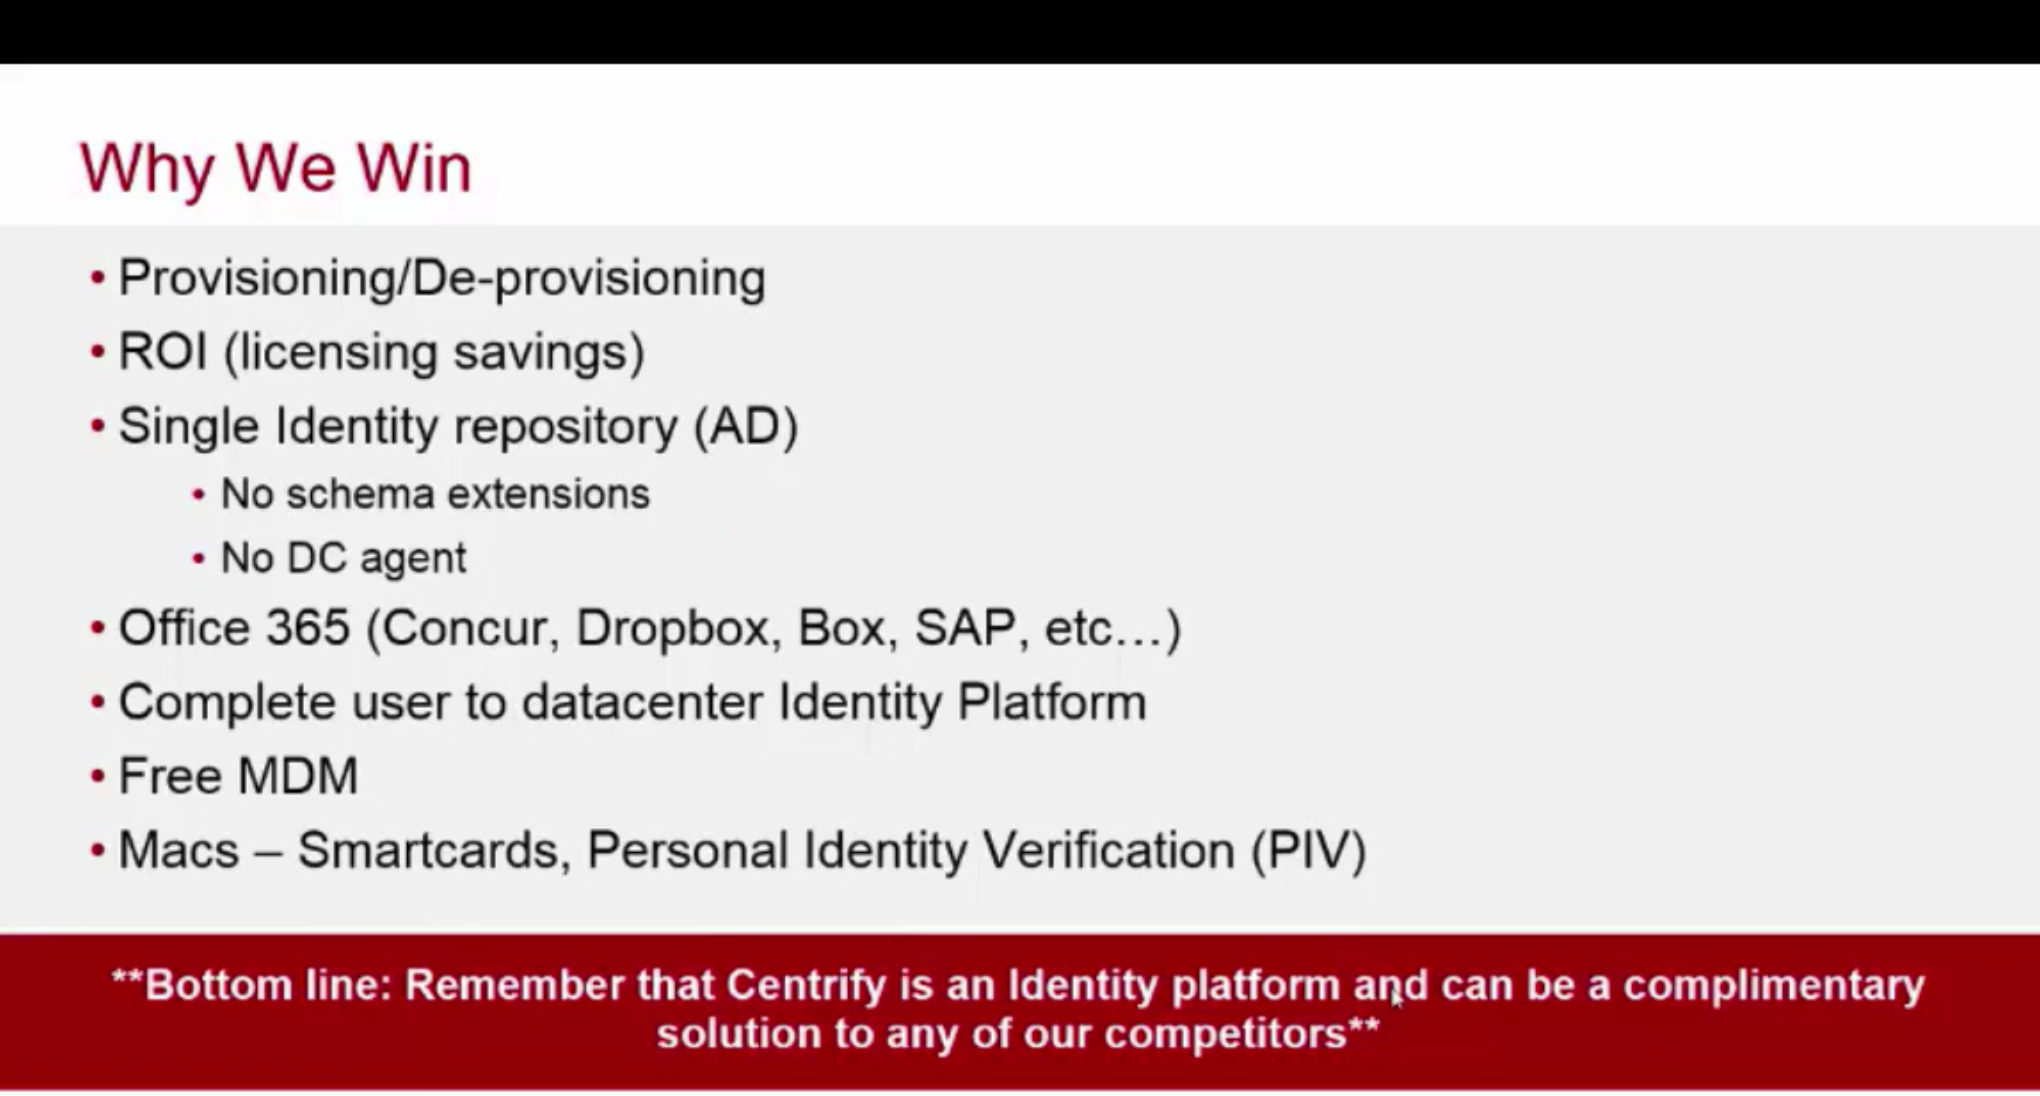 Why We Win
• Provisioning/De-provisioning
• ROI (licensing savings)
• Single Identity repository (AD)
• No schema extensions
• No DC agent
• Office 365 (Concur, Dropbox, Box, SAP, etc…)
• Complete user to datacenter Identity Platform
• Free MDM
• Macs – Smartcards, Personal Identity Verification (PIV)
**Bottom line: Remember that Centrify is an Identity platform and can be a complimentary
solution to any of our competitors**